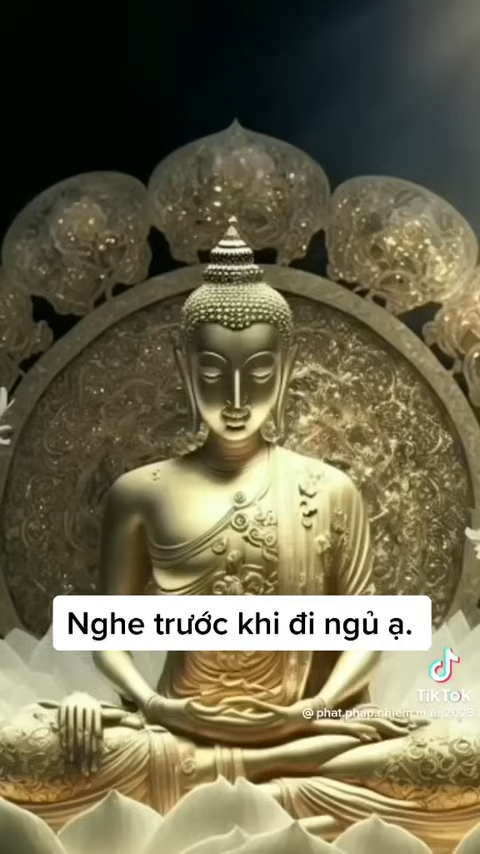 Nghe trước khi đi ngủ ạ.
TikTok